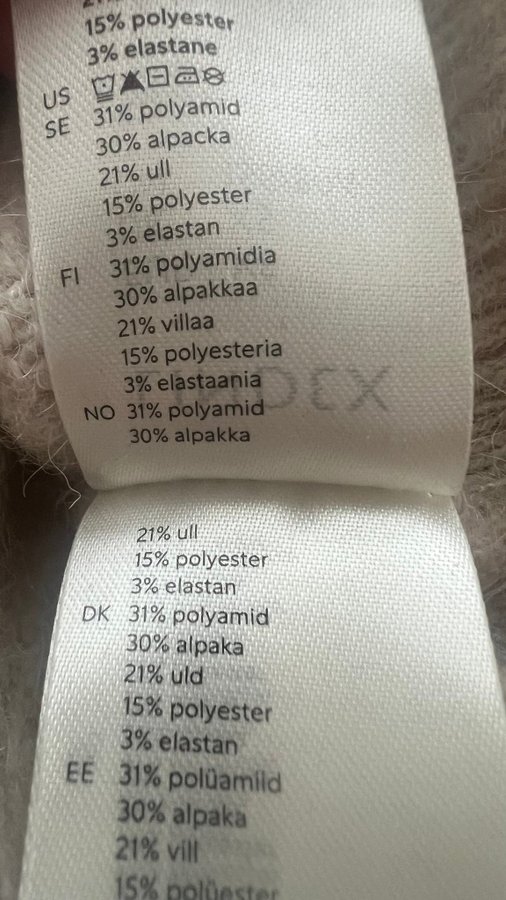 15% polyester
3% elastane
US
SE 31% polyamid
30% alpacka
21% ull
15% polyester
3% elastan
FI 31% polyamidia
30% alpakkaa
21% villaa
15% polyesteria
3% elastaania
NO 31% polyamid
30% alpakka
21% ull
15% polyester
3% elastan
DK 31% polyamid
30% alpaka
21% uld
15% polyester
3% elastan
EE 31% polüamiid
30% alpaka
21% vill
15% polüester